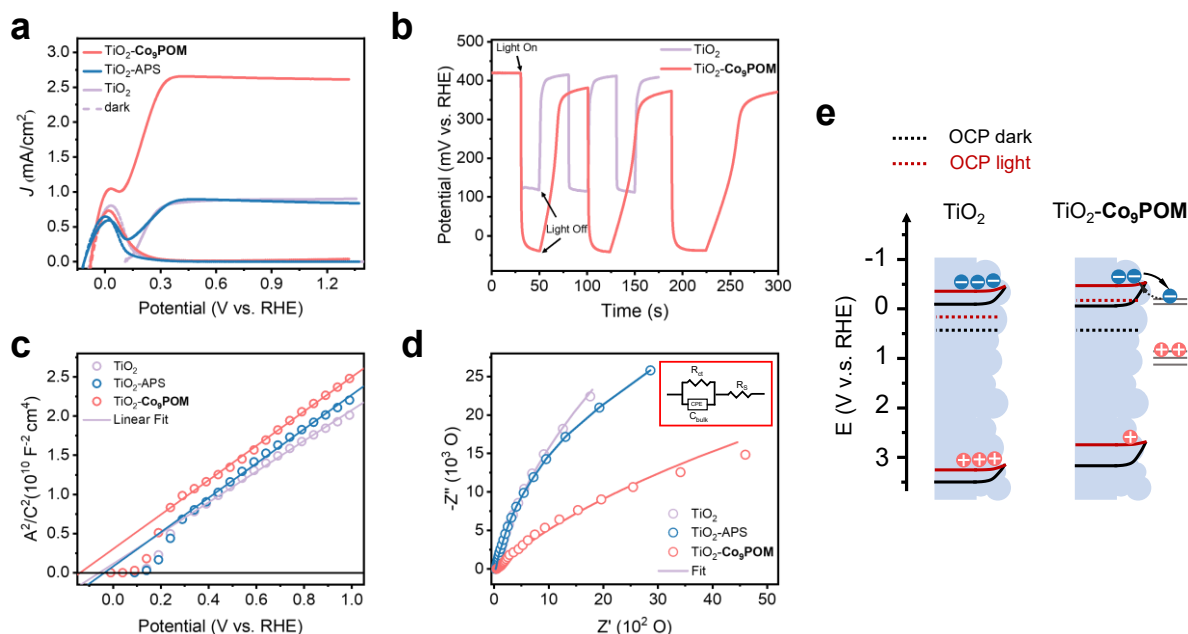 a
3.0
2.5
2.0
1.5
1.0
0.5
0.0
J (mA/cm²)
TiO₂-Co₉POM
TiO₂-APS
TiO₂
dark
0.0 0.3 0.6 0.9 1.2
Potential (V vs. RHE)
b
500
400
300
200
100
0
Potential (mV vs. RHE)
Light On
Light Off
TiO₂
TiO₂-Co₉POM
0 50 100 150 200 250 300
Time (s)
c
2.5
2.0
1.5
1.0
0.5
0.0
A²/C²(10¹⁰ F⁻² cm⁴)
TiO₂
TiO₂-APS
TiO₂-Co₉POM
Linear Fit
0.0 0.2 0.4 0.6 0.8 1.0
Potential (V vs. RHE)
d
25
20
15
10
5
0
-Z'' (10³ O)
Rct
CPE
Cbulk
RS
TiO₂
TiO₂-APS
TiO₂-Co₉POM
Fit
0 10 20 30 40 50
Z' (10² O)
e
OCP dark
OCP light
TiO₂ TiO₂-Co₉POM
-1
0
1
2
3
E (V v.s. RHE)